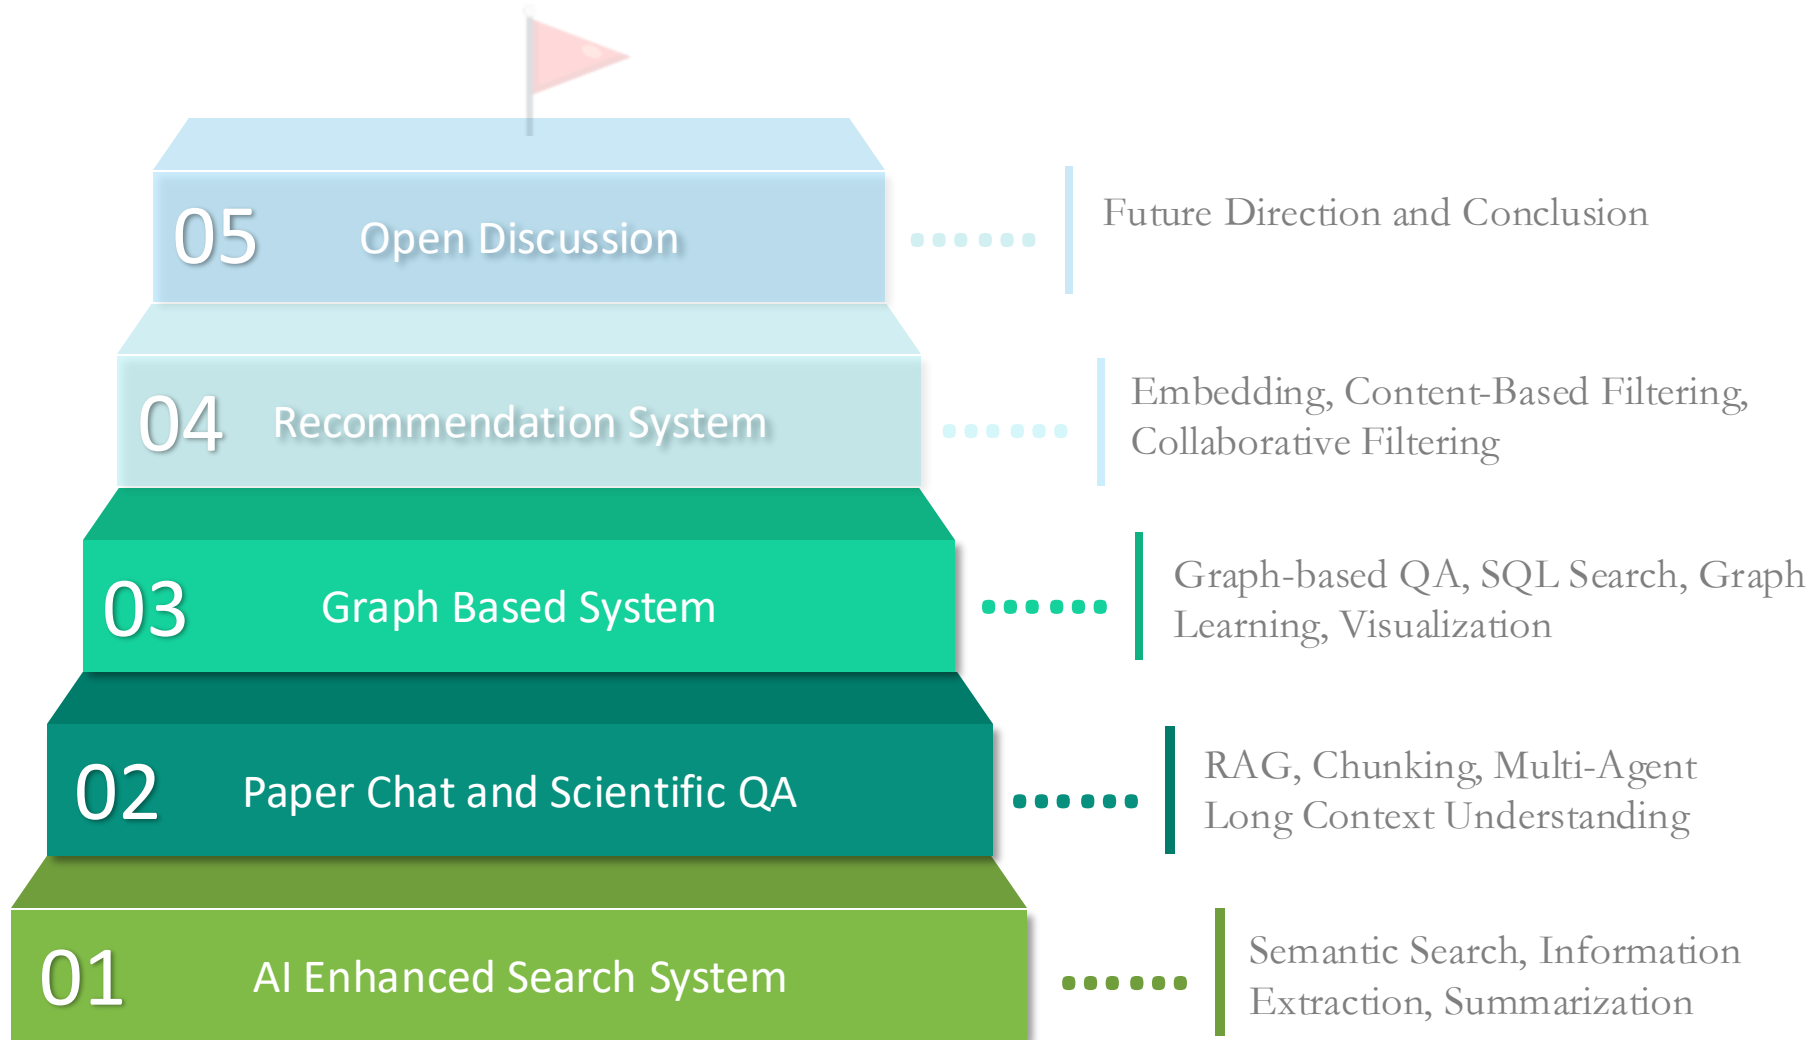 05
Open Discussion
Future Direction and Conclusion
04
Recommendation System
Embedding, Content-Based Filtering,
Collaborative Filtering
03
Graph Based System
Graph-based QA, SQL Search, Graph
Learning, Visualization
02
Paper Chat and Scientific QA
RAG, Chunking, Multi-Agent
Long Context Understanding
01
AI Enhanced Search System
Semantic Search, Information
Extraction, Summarization